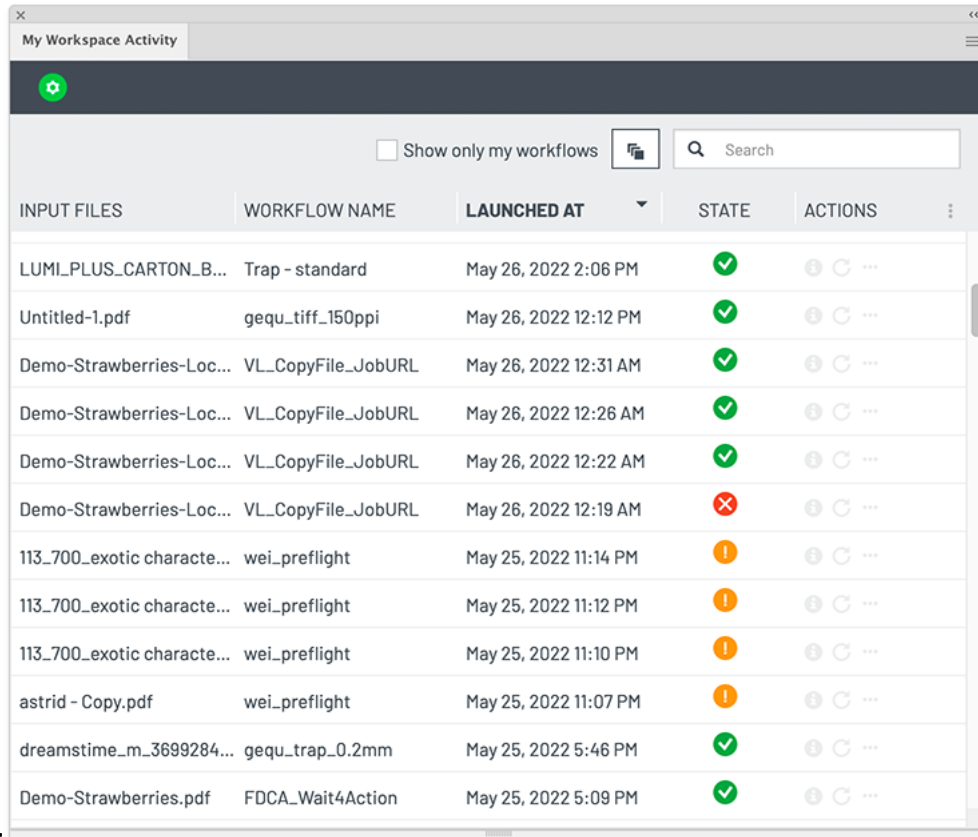 My Workspace Activity
Show only my workflows
Search
INPUT FILES WORKFLOW NAME LAUNCHED AT STATE ACTIONS
LUMI_PLUS_CARTON_B... Trap - standard May 26, 2022 2:06 PM
Untitled-1.pdf gequ_tiff_150ppi May 26, 2022 12:12 PM
Demo-Strawberries-Loc... VL_CopyFile_JobURL May 26, 2022 12:31 AM
Demo-Strawberries-Loc... VL_CopyFile_JobURL May 26, 2022 12:26 AM
Demo-Strawberries-Loc... VL_CopyFile_JobURL May 26, 2022 12:22 AM
Demo-Strawberries-Loc... VL_CopyFile_JobURL May 26, 2022 12:19 AM
113_700_exotic characte... wei_preflight May 25, 2022 11:14 PM
113_700_exotic characte... wei_preflight May 25, 2022 11:12 PM
113_700_exotic characte... wei_preflight May 25, 2022 11:10 PM
astrid - Copy.pdf wei_preflight May 25, 2022 11:07 PM
dreamstime_m_3699284... gequ_trap_0.2mm May 25, 2022 5:46 PM
Demo-Strawberries.pdf FDCA_Wait4Action May 25, 2022 5:09 PM